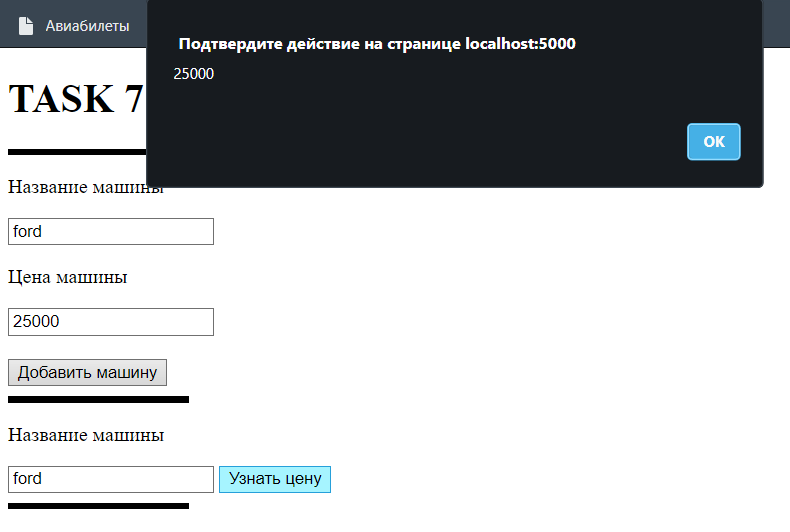 Авиабилеты
Подтвердите действие на странице localhost:5000
25000
OK
TASK 7
Название машины
ford
Цена машины
25000
Добавить машину
Название машины
ford Узнать цену